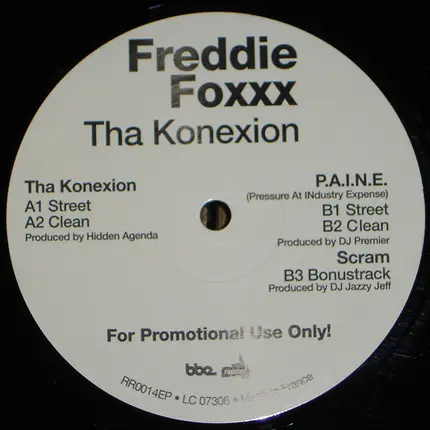 Freddie
Foxxx
Tha Konexion
Tha Konexion
A1 Street
A2 Clean
Produced by Hidden Agenda
P.A.I.N.E.
(Pressure At INdustry Expense)
B1 Street
B2 Clean
Produced by DJ Premier
Scram
B3 Bonustrack
Produced by DJ Jazzy Jeff
For Promotional Use Only!
bbe
RR0014EP • LC 07306 • Made in France